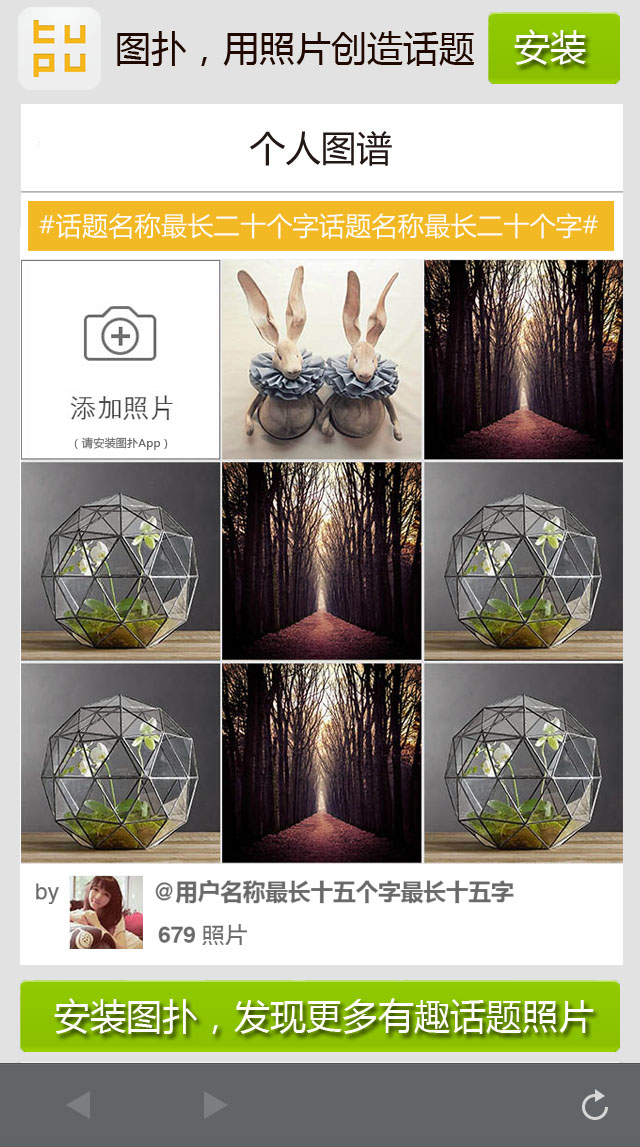 tu
pu
图扑，用照片创造话题
安装
个人图谱
#话题名称最长二十个字话题名称最长二十个字#
添加照片
（请安装图扑App）
by
@用户名称最长十五个字最长十五字
679 照片
安装图扑，发现更多有趣话题照片